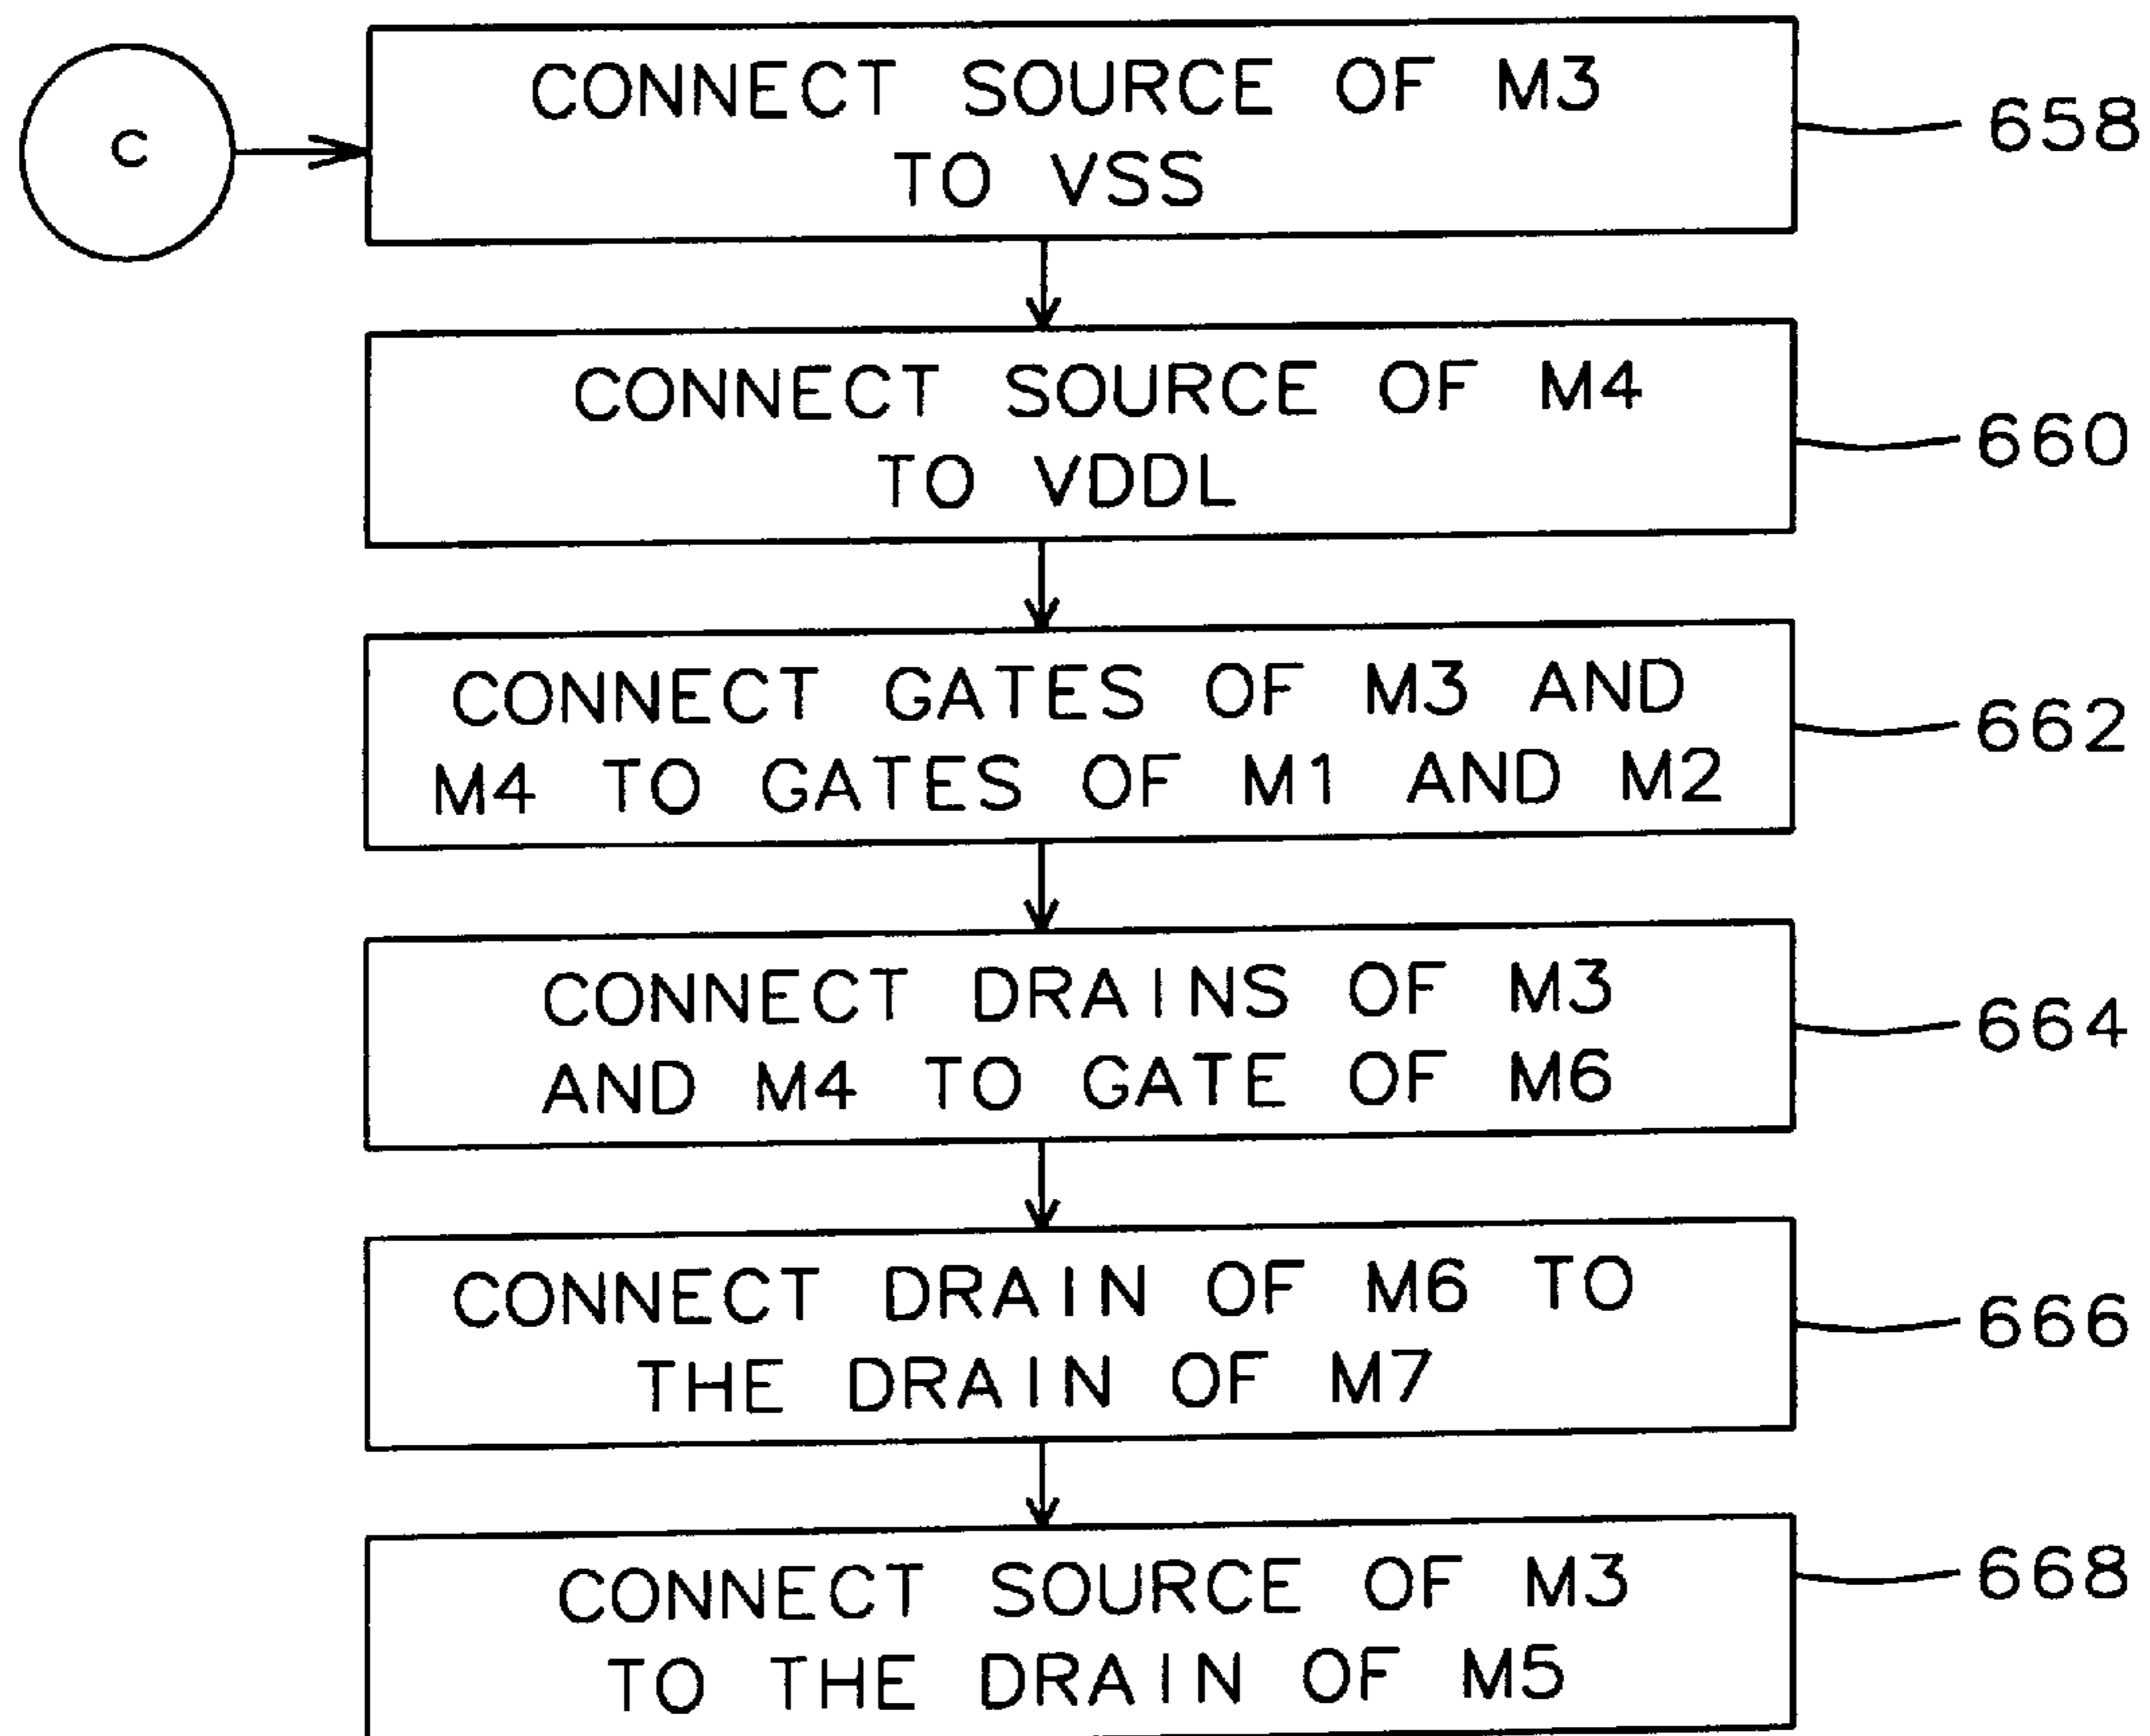 C
CONNECT SOURCE OF M3
TO VSS
658
CONNECT SOURCE OF M4
TO VDDL
660
CONNECT GATES OF M3 AND
M4 TO GATES OF M1 AND M2
662
CONNECT DRAINS OF M3
AND M4 TO GATE OF M6
664
CONNECT DRAIN OF M6 TO
THE DRAIN OF M7
666
CONNECT SOURCE OF M3
TO THE DRAIN OF M5
668